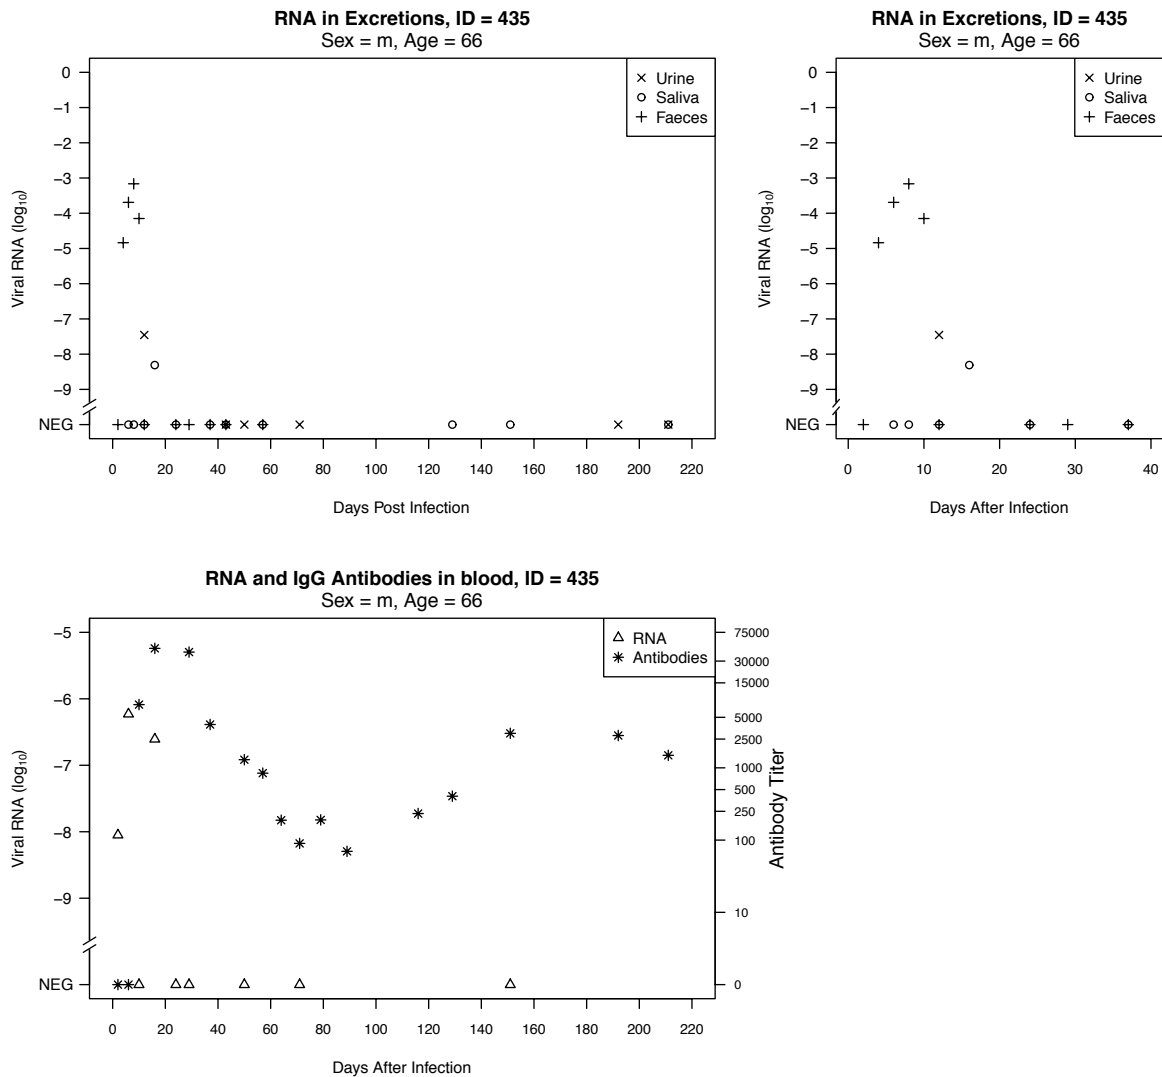 RNA in Excretions, ID = 435
Sex = m, Age = 66
Urine
Saliva
Faeces
Viral RNA (log10)
0
−1
−2
−3
−4
−5
−6
−7
−8
−9
NEG
0 20 40 60 80 100 120 140 160 180 200 220
Days Post Infection
RNA in Excretions, ID = 435
Sex = m, Age = 66
Urine
Saliva
Faeces
Viral RNA (log10)
0
−1
−2
−3
−4
−5
−6
−7
−8
−9
NEG
0 10 20 30 40
Days After Infection
RNA and IgG Antibodies in blood, ID = 435
Sex = m, Age = 66
RNA
Antibodies
Viral RNA (log10)
−5
−6
−7
−8
−9
NEG
75000
30000
15000
5000
2500
1000
500
250
100
10
0
Antibody Titer
0 20 40 60 80 100 120 140 160 180 200 220
Days After Infection